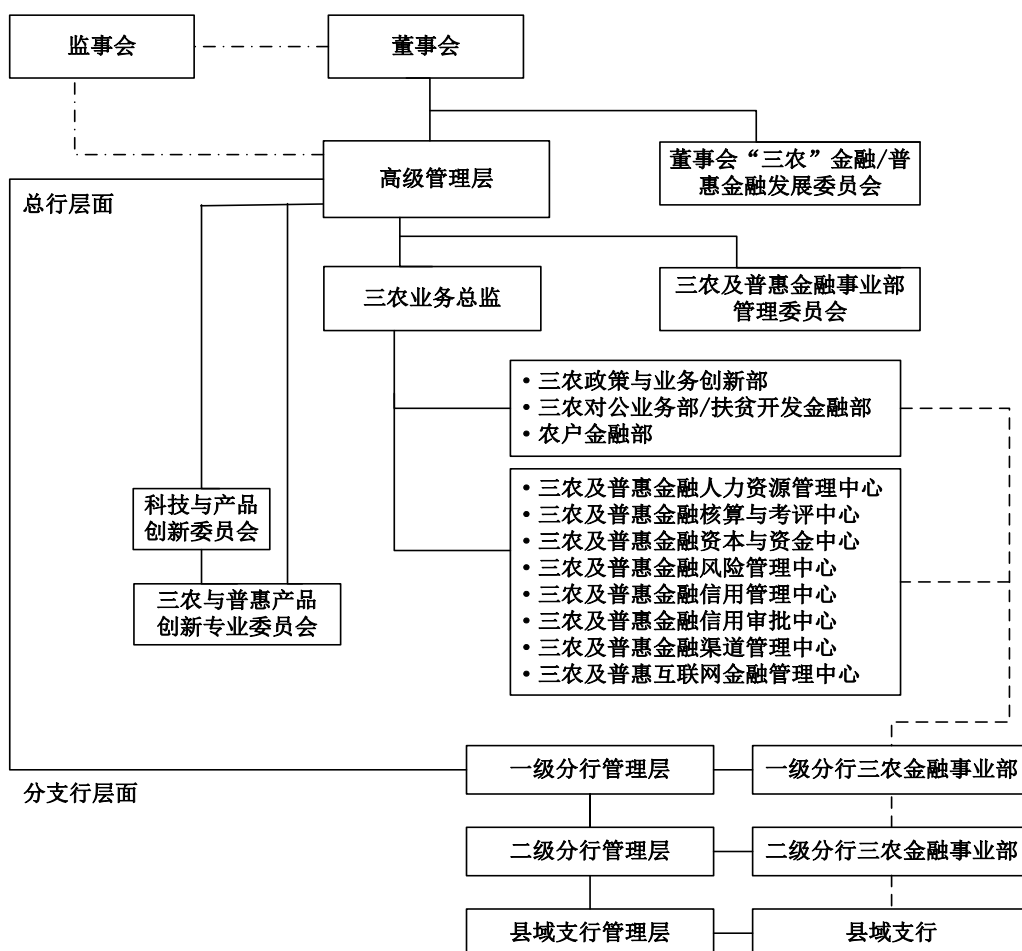 监事会
董事会
董事会“三农”金融/普
惠金融发展委员会
高级管理层
总行层面
三农及普惠金融事业部
管理委员会
三农业务总监
·三农政策与业务创新部
·三农对公业务部/扶贫开发金融部
·农户金融部
科技与产品
创新委员会
三农与普惠产品
创新专业委员会
·三农及普惠金融人力资源管理中心
·三农及普惠金融核算与考评中心
·三农及普惠金融资本与资金中心
·三农及普惠金融风险管理中心
·三农及普惠金融信用管理中心
·三农及普惠金融信用审批中心
·三农及普惠金融渠道管理中心
·三农及普惠互联网金融管理中心
分支行层面
一级分行管理层
一级分行三农金融事业部
二级分行管理层
二级分行三农金融事业部
县域支行管理层
县域支行